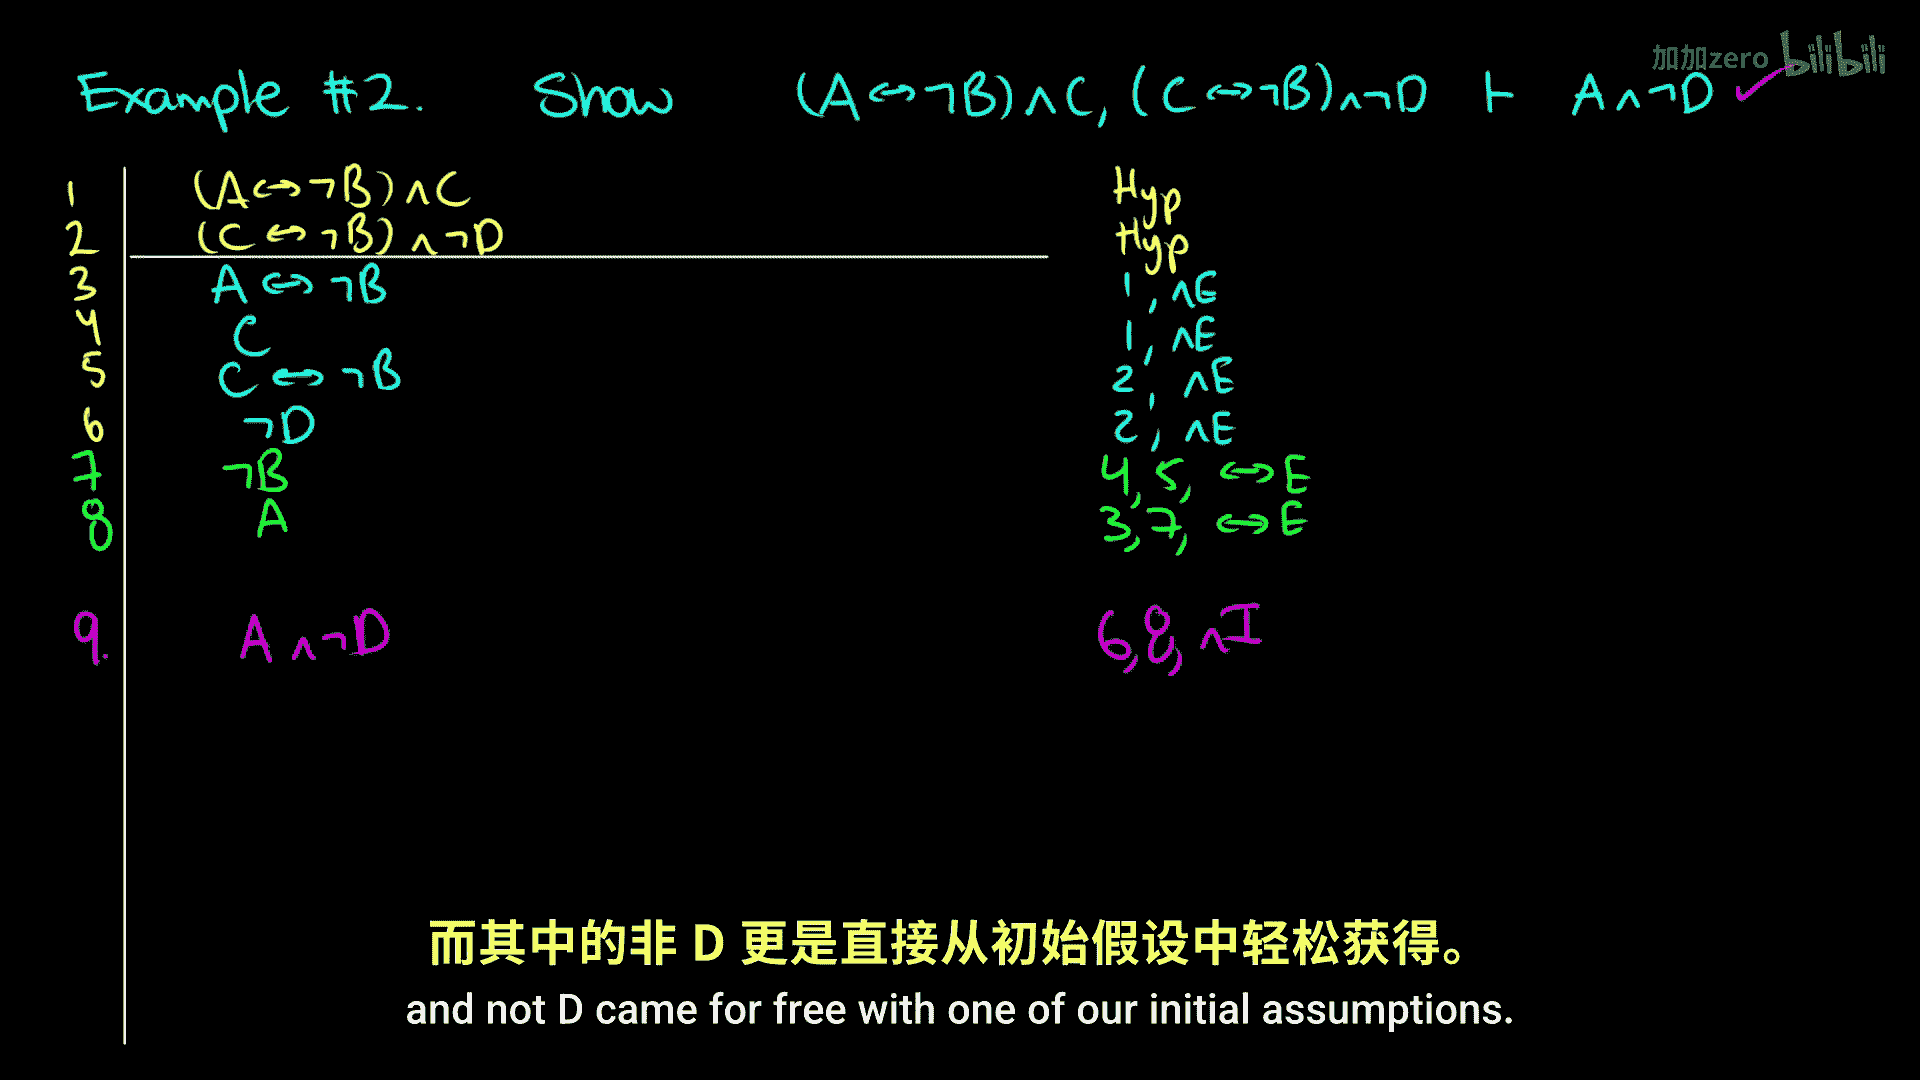 加加zero bilibili
Example #2. Show (A↔¬B)∧C, (C↔¬B)∧¬D ⊢ A∧¬D ✓
1 (A↔¬B)∧C Hyp
2 (C↔¬B)∧¬D Hyp
3 A↔¬B 1, ∧E
4 C 1, ∧E
5 C↔¬B 2, ∧E
6 ¬D 2, ∧E
7 ¬B 4, 5, ↔E
8 A 3, 7, ↔E
9. A∧¬D 6, 8, ∧I
而其中的非 D 更是直接从初始假设中轻松获得。
and not D came for free with one of our initial assumptions.